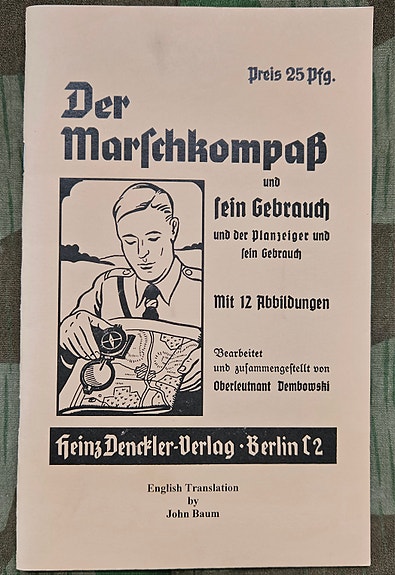 Preis 25 Pfg.
Der
Marschkompaß
und
sein Gebrauch
und der Planzeiger und
sein Gebrauch
Mit 12 Abbildungen
Bearbeitet
und zusammengestellt von
Oberleutnant Dembowski
Heinz Denckler-Verlag · Berlin C2
English Translation
by
John Baum